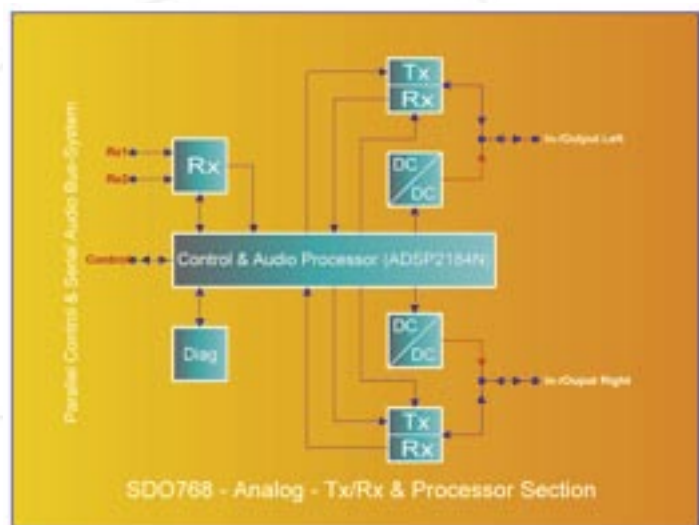 Parallel Control & Serial Audio Bus-System
Tx
Rx
In-/Output Left
Rx1
Rx2
Rx
DC
DC
Control
Control & Audio Processor (ADSP2184N)
Diag
DC
DC
In-/Ouput Right
Tx
Rx
SDO768 - Analog - Tx/Rx & Processor Section